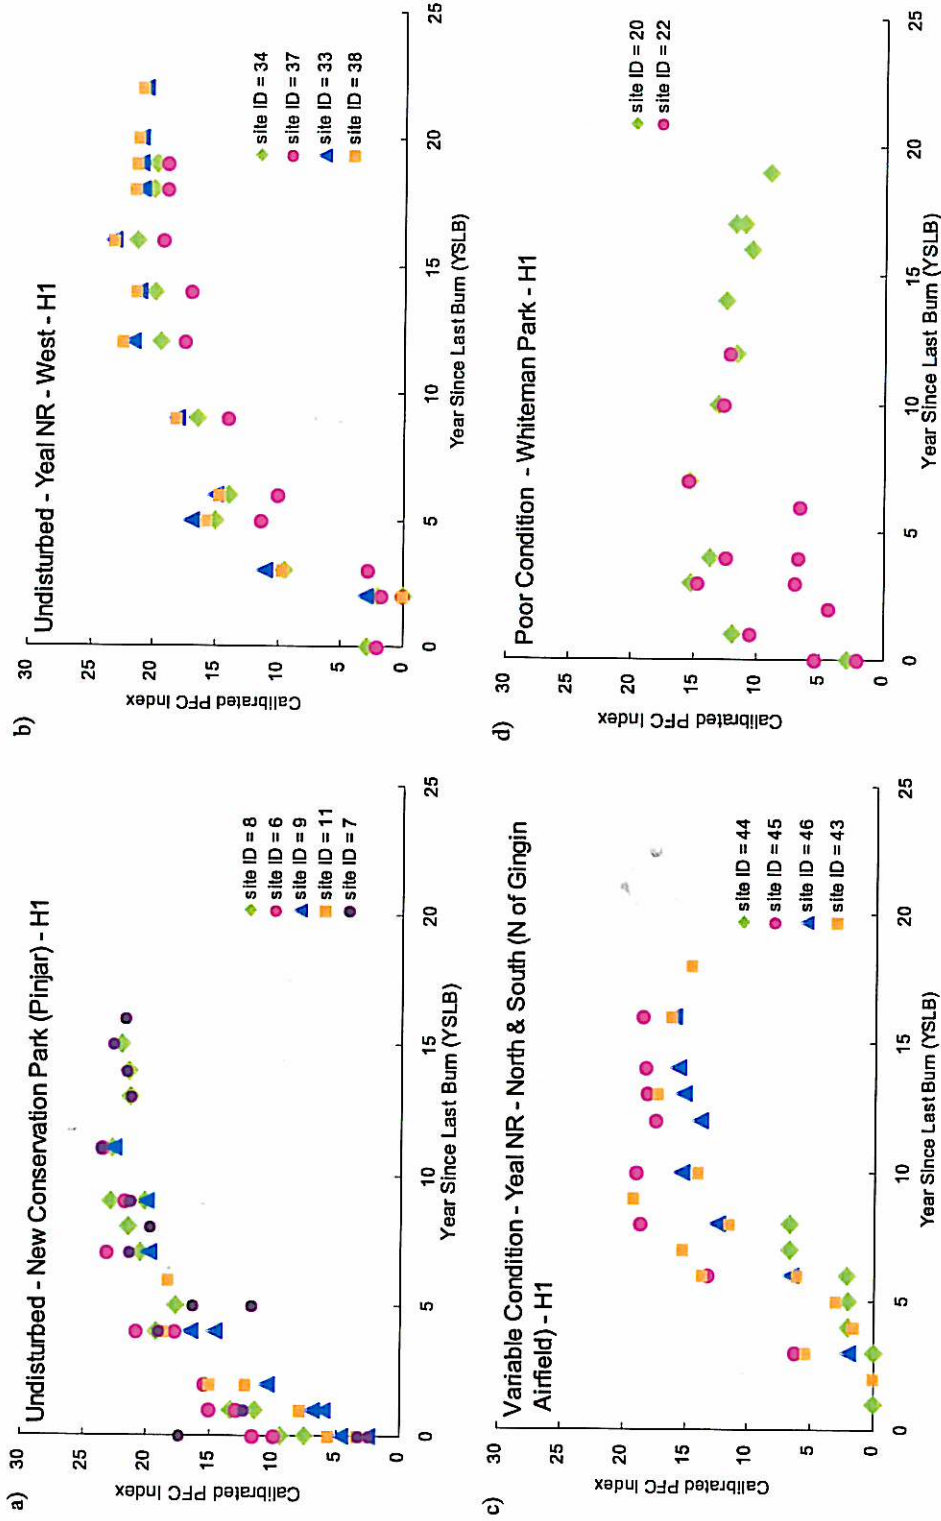 a)
Undisturbed - New Conservation Park (Pinjar) - H1
30
25
20
15
10
5
0
Calibrated PFC Index
0
5
10
15
20
25
Year Since Last Burn (YSLB)
site ID = 8
site ID = 6
site ID = 9
site ID = 11
site ID = 7
b)
Undisturbed - Yeal NR - West - H1
30
25
20
15
10
5
0
Calibrated PFC Index
0
5
10
15
20
25
Year Since Last Burn (YSLB)
site ID = 34
site ID = 37
site ID = 33
site ID = 38
c)
Variable Condition - Yeal NR - North & South (N of Gingin
Airfield) - H1
30
25
20
15
10
5
0
Calibrated PFC Index
0
5
10
15
20
25
Year Since Last Burn (YSLB)
site ID = 44
site ID = 45
site ID = 46
site ID = 43
d)
Poor Condition - Whiteman Park - H1
30
25
20
15
10
5
0
Calibrated PFC Index
0
5
10
15
20
25
Year Since Last Burn (YSLB)
site ID = 20
site ID = 22